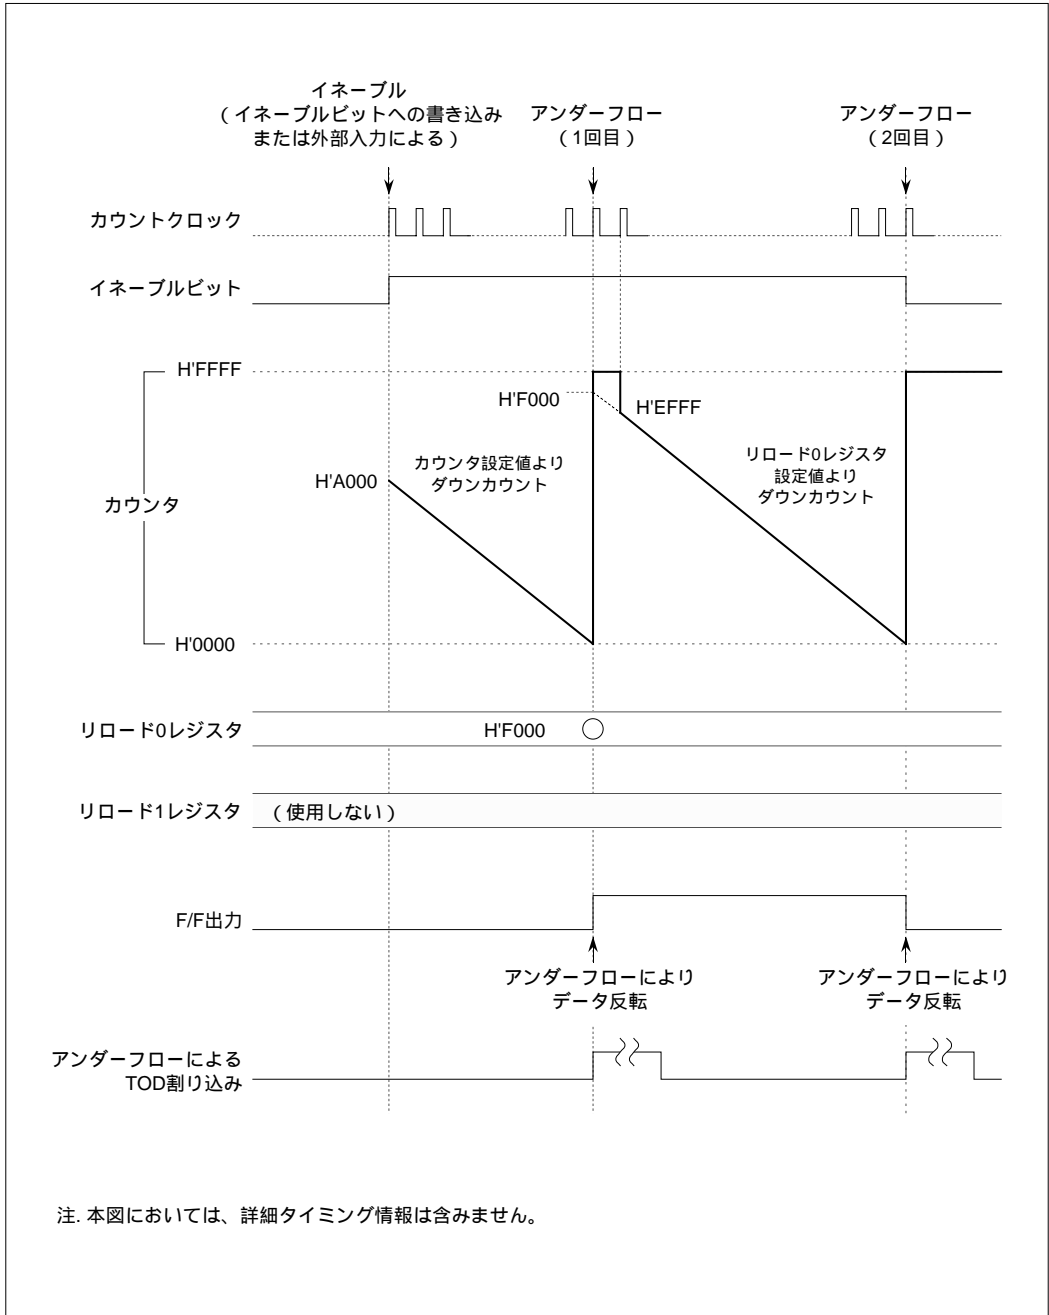 イネーブル
（イネーブルビットへの書き込み
または外部入力による）
アンダーフロー
（1回目）
アンダーフロー
（2回目）
カウントクロック
イネーブルビット
H'FFFF
H'F000
H'EFFF
カウンタ設定値より
ダウンカウント
リロード0レジスタ
設定値より
ダウンカウント
H'A000
カウンタ
H'0000
リロード0レジスタ
H'F000
リロード1レジスタ
（使用しない）
F/F出力
アンダーフローにより
データ反転
アンダーフローにより
データ反転
アンダーフローによる
TOD割り込み
注. 本図においては、詳細タイミング情報は含みません。